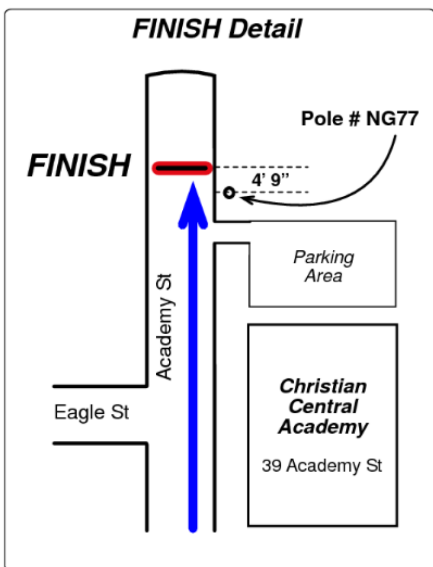 FINISH Detail
Pole # NG77
FINISH
4' 9"
Parking
Area
Academy St
Eagle St
Christian
Central
Academy
39 Academy St